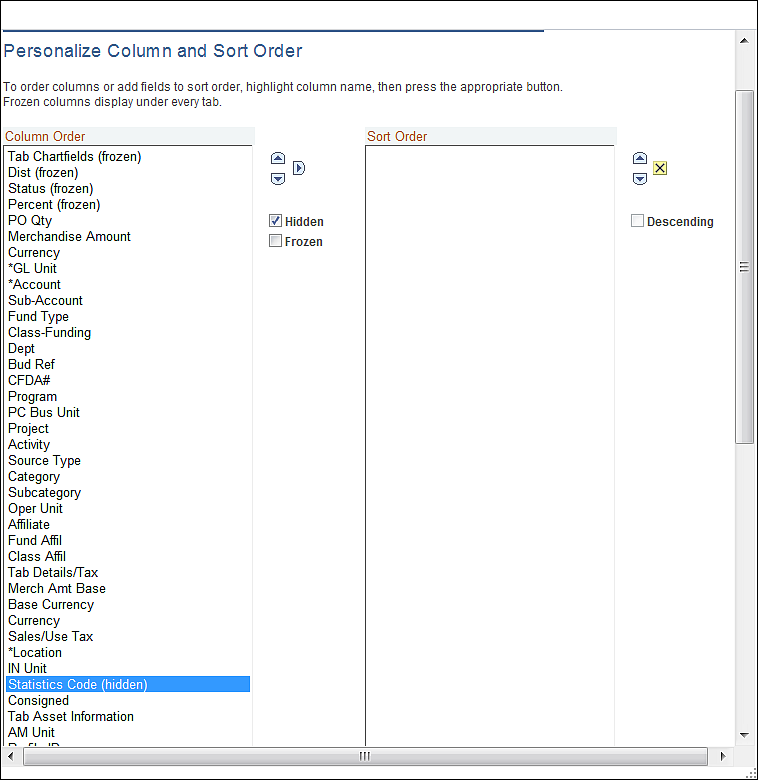 Personalize Column and Sort Order
To order columns or add fields to sort order, highlight column name, then press the appropriate button.
Frozen columns display under every tab.
Column Order
Tab Chartfields (frozen)
Dist (frozen)
Status (frozen)
Percent (frozen)
PO Qty
Merchandise Amount
Currency
*GL Unit
*Account
Sub-Account
Fund Type
Class-Funding
Dept
Bud Ref
CFDA#
Program
PC Bus Unit
Project
Activity
Source Type
Category
Subcategory
Oper Unit
Affiliate
Fund Affil
Class Affil
Tab Details/Tax
Merch Amt Base
Base Currency
Currency
Sales/Use Tax
*Location
IN Unit
Statistics Code (hidden)
Consigned
Tab Asset Information
AM Unit
Hidden
Frozen
Sort Order
Descending